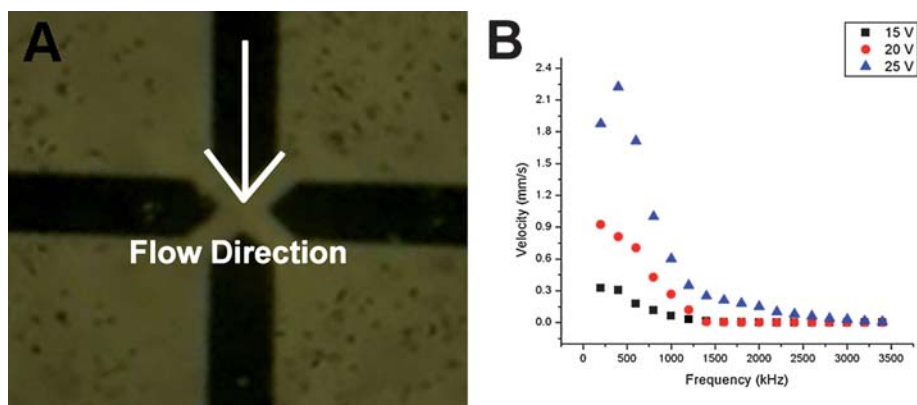 A
Flow Direction
B
15 V
20 V
25 V
2.4
2.1
1.8
1.5
1.2
0.9
0.6
0.3
0.0
Velocity (mm/s)
0 500 1000 1500 2000 2500 3000 3500
Frequency (kHz)